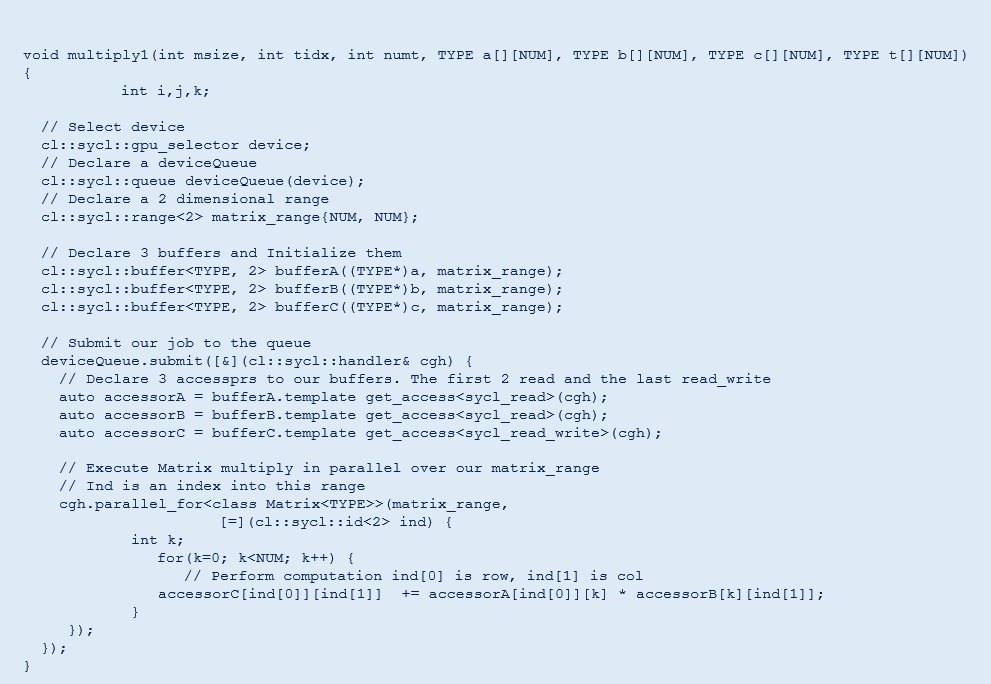 void multiply1(int msize, int tidx, int numt, TYPE a[][NUM], TYPE b[][NUM], TYPE c[][NUM], TYPE t[][NUM])
{
int i,j,k;
// Select device
cl::sycl::gpu_selector device;
// Declare a deviceQueue
cl::sycl::queue deviceQueue(device);
// Declare a 2 dimensional range
cl::sycl::range<2> matrix_range{NUM, NUM};
// Declare 3 buffers and Initialize them
cl::sycl::buffer<TYPE, 2> bufferA((TYPE*)a, matrix_range);
cl::sycl::buffer<TYPE, 2> bufferB((TYPE*)b, matrix_range);
cl::sycl::buffer<TYPE, 2> bufferC((TYPE*)c, matrix_range);
// Submit our job to the queue
deviceQueue.submit([&](cl::sycl::handler& cgh) {
// Declare 3 accessprs to our buffers. The first 2 read and the last read_write
auto accessorA = bufferA.template get_access<sycl_read>(cgh);
auto accessorB = bufferB.template get_access<sycl_read>(cgh);
auto accessorC = bufferC.template get_access<sycl_read_write>(cgh);
// Execute Matrix multiply in parallel over our matrix_range
// Ind is an index into this range
cgh.parallel_for<class Matrix<TYPE>>(matrix_range,
[=](cl::sycl::id<2> ind) {
int k;
for(k=0; k<NUM; k++) {
// Perform computation ind[0] is row, ind[1] is col
accessorC[ind[0]][ind[1]]  += accessorA[ind[0]][k] * accessorB[k][ind[1]];
}
});
});
}